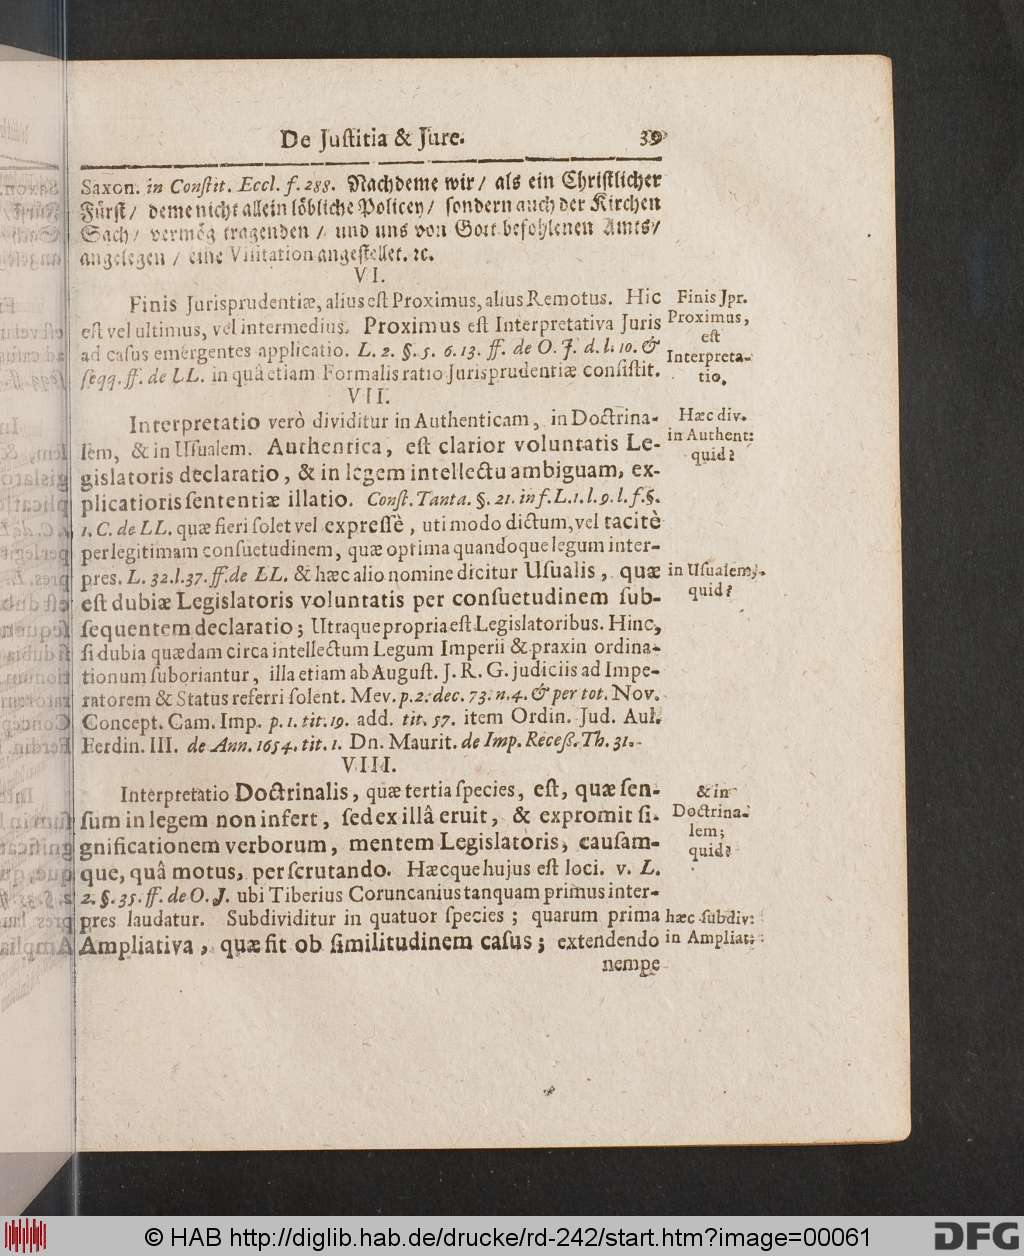 De Juſtitia & Jure. 39
Saxon. in Conſtit. Eccl. f. 288. Nachdeme wir / als ein Chriſtlicher
Fürſt / deme nicht allein löbliche Policey / ſondern auch der Kirchen
Sach / vermög tragenden / und uns von Gott befohlenen Amts /
angelegen / eine Viſitation angeſtellet. ꝛc.
VI.
Finis Jurisprudentiæ, alius eſt Proximus, alius Remotus. Hic
eſt vel ultimus, vel intermedius. Proximus eſt Interpretativa Juris
ad caſus emergentes applicatio. L. 2. §. 5. 6. 13. ff. de O. J. d. l. 10. &
ſeqq. ff. de LL. in quâ etiam Formalis ratio Jurisprudentiæ conſiſtit.
Finis Jpr.
Proximus,
eſt
Interpreta-
tio.
VII.
Interpretatio verò dividitur in Authenticam, in Doctrina-
lem, & in Uſualem. Authentica, eſt clarior voluntatis Le-
gislatoris declaratio, & in legem intellectu ambiguam, ex-
plicatioris ſententiæ illatio. Conſt. Tanta. §. 21. in f. L. 1. l. 9. l. f. §.
1. C. de LL. quæ fieri ſolet vel expreſſè, uti modo dictum, vel tacitè
per legitimam conſuetudinem, quæ optima quandoque legum inter-
pres. L. 32. l. 37. ff. de LL. & hæc alio nomine dicitur Uſualis, quæ
eſt dubiæ Legislatoris voluntatis per conſuetudinem ſub-
ſequentem declaratio; Utraque propria eſt Legislatoribus. Hinc,
ſi dubia quædam circa intellectum Legum Imperii & praxin ordina-
tionum ſuboriantur, illa etiam ab Auguſt. J. R. G. judiciis ad Impe-
ratorem & Status referri ſolent. Mev. p. 2. dec. 73. n. 4. & per tot. Nov.
Concept. Cam. Imp. p. 1. tit. 19. add. tit. 57. item Ordin. Jud. Aul.
Ferdin. III. de Ann. 1654. tit. 1. Dn. Maurit. de Imp. Receß. Th. 31.
Hæc div.
in Authent:
quid?
in Uſualem,
quid?
VIII.
Interpretatio Doctrinalis, quæ tertia ſpecies, eſt, quæ ſen-
ſum in legem non infert, ſed ex illâ eruit, & expromit ſi-
gnificationem verborum, mentem Legislatoris, cauſam-
que, quâ motus, perſcrutando. Hæcque hujus eſt loci. v. L.
2. §. 35. ff. de O. J. ubi Tiberius Coruncanius tanquam primus inter-
pres laudatur. Subdividitur in quatuor ſpecies; quarum prima
Ampliativa, quæ fit ob ſimilitudinem caſus; extendendo
nempe
& in
Doctrina-
lem;
quid?
hæc ſubdiv:
in Ampliat:
© HAB http://diglib.hab.de/drucke/rd-242/start.htm?image=00061
DFG